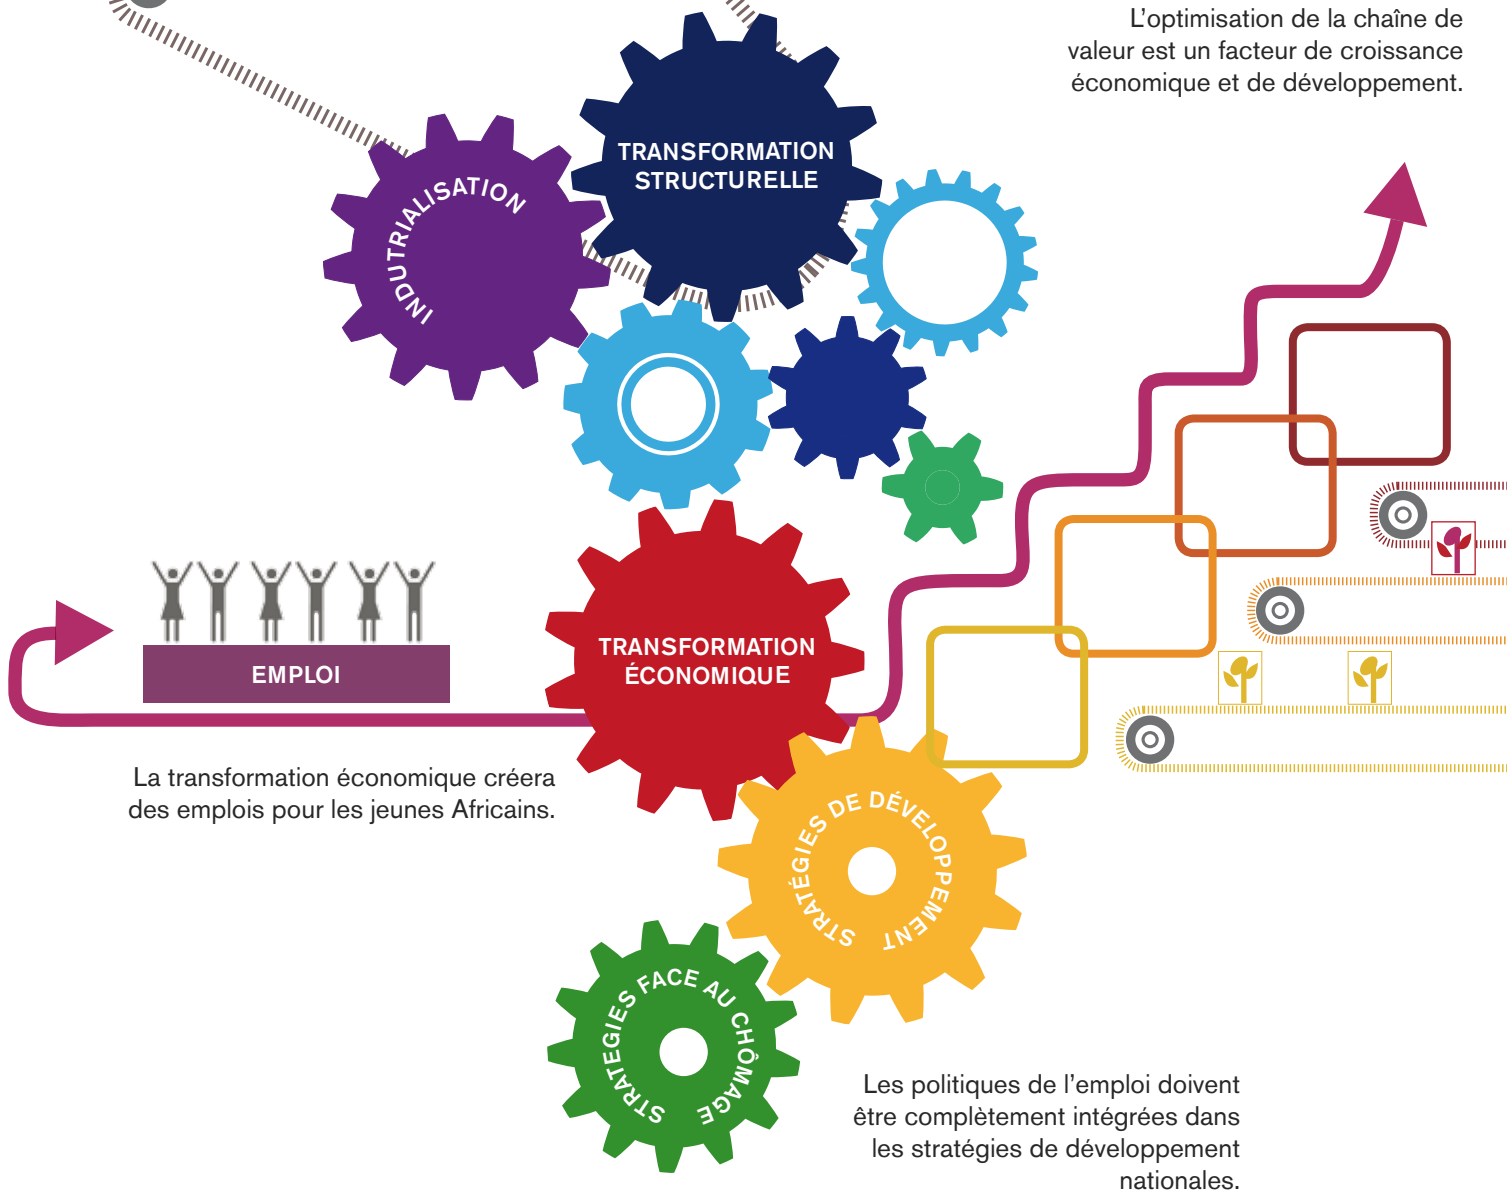 L’optimisation de la chaîne de
valeur est un facteur de croissance
économique et de développement.
TRANSFORMATION
STRUCTURELLE
INDUTRIALISATION
EMPLOI
TRANSFORMATION
ÉCONOMIQUE
La transformation économique créera
des emplois pour les jeunes Africains.
STRATÉGIES DE DÉVELOPPEMENT
STRATEGIES FACE AU CHÔMAGE
Les politiques de l’emploi doivent
être complètement intégrées dans
les stratégies de développement
nationales.